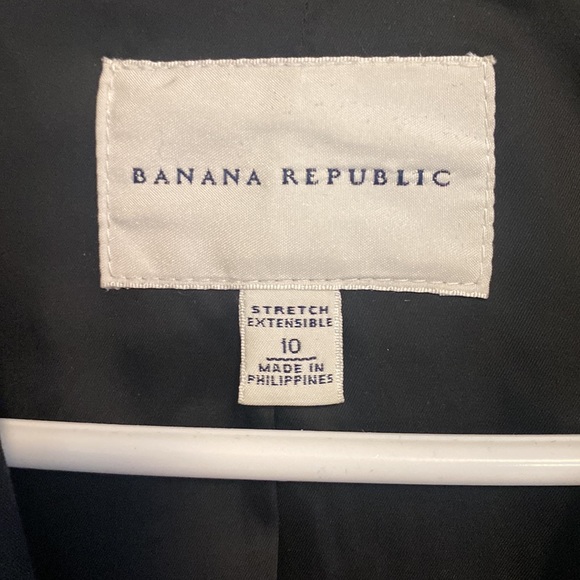 BANANA REPUBLIC
STRETCH
EXTENSIBLE
10
MADE IN
PHILIPPINES